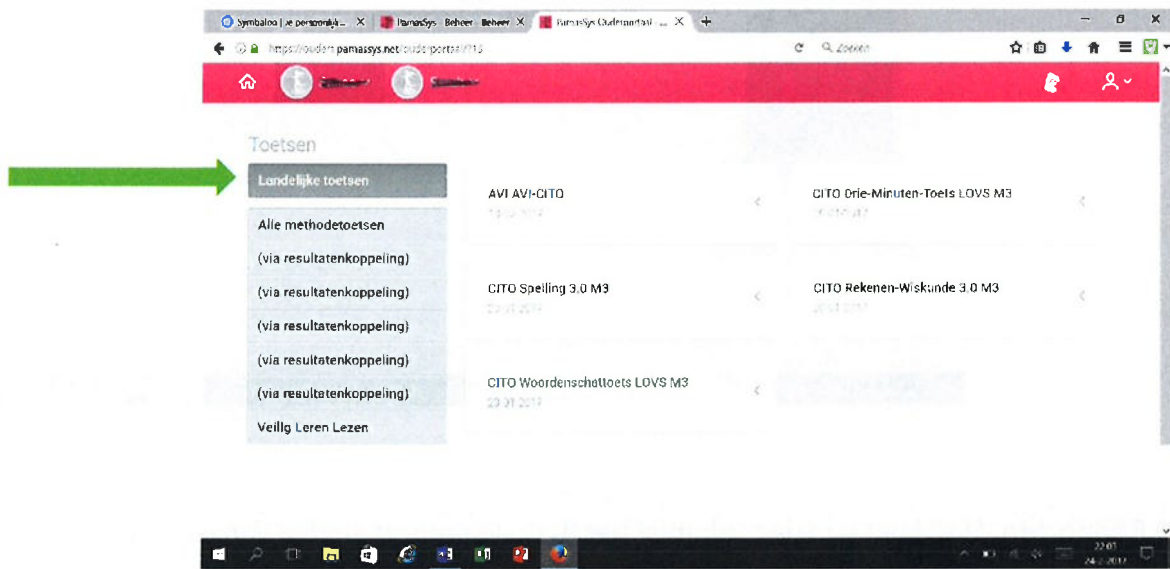 Symbaloo | Je persoonlijk...
ParnasSys - Beheer - Beheer
ParnasSys Ouderportaal - ...
https://ouders.parnassys.net/ouderportaal/?13
Zoeken
Toetsen
Landelijke toetsen
Alle methodetoetsen
(via resultatenkoppeling)
(via resultatenkoppeling)
(via resultatenkoppeling)
(via resultatenkoppeling)
(via resultatenkoppeling)
Veilig Leren Lezen
AVI AVI-CITO
CITO Drie-Minuten-Toets LOVS M3
CITO Spelling 3.0 M3
CITO Rekenen-Wiskunde 3.0 M3
CITO Woordenschattoets LOVS M3
23-01-2017
22:01
24-2-2017